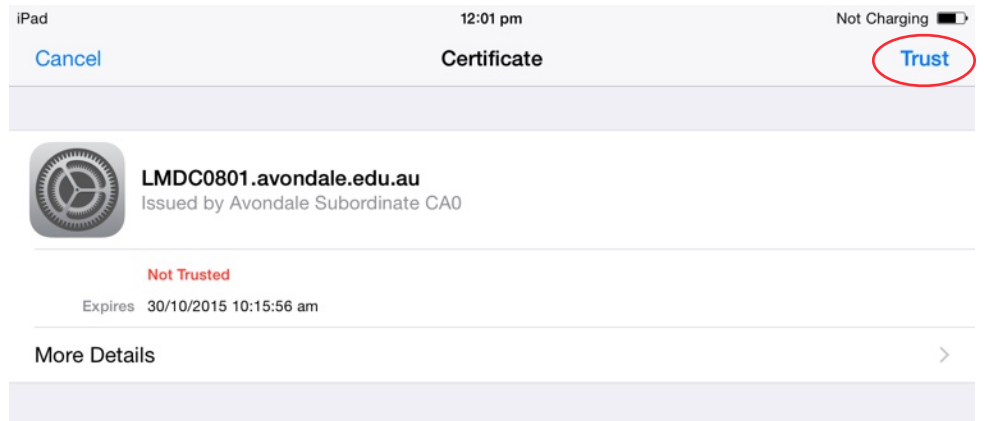 iPad 12:01 pm Not Charging
Cancel Certificate Trust
LMDC0801.avondale.edu.au
Issued by Avondale Subordinate CA0
Not Trusted
Expires 30/10/2015 10:15:56 am
More Details